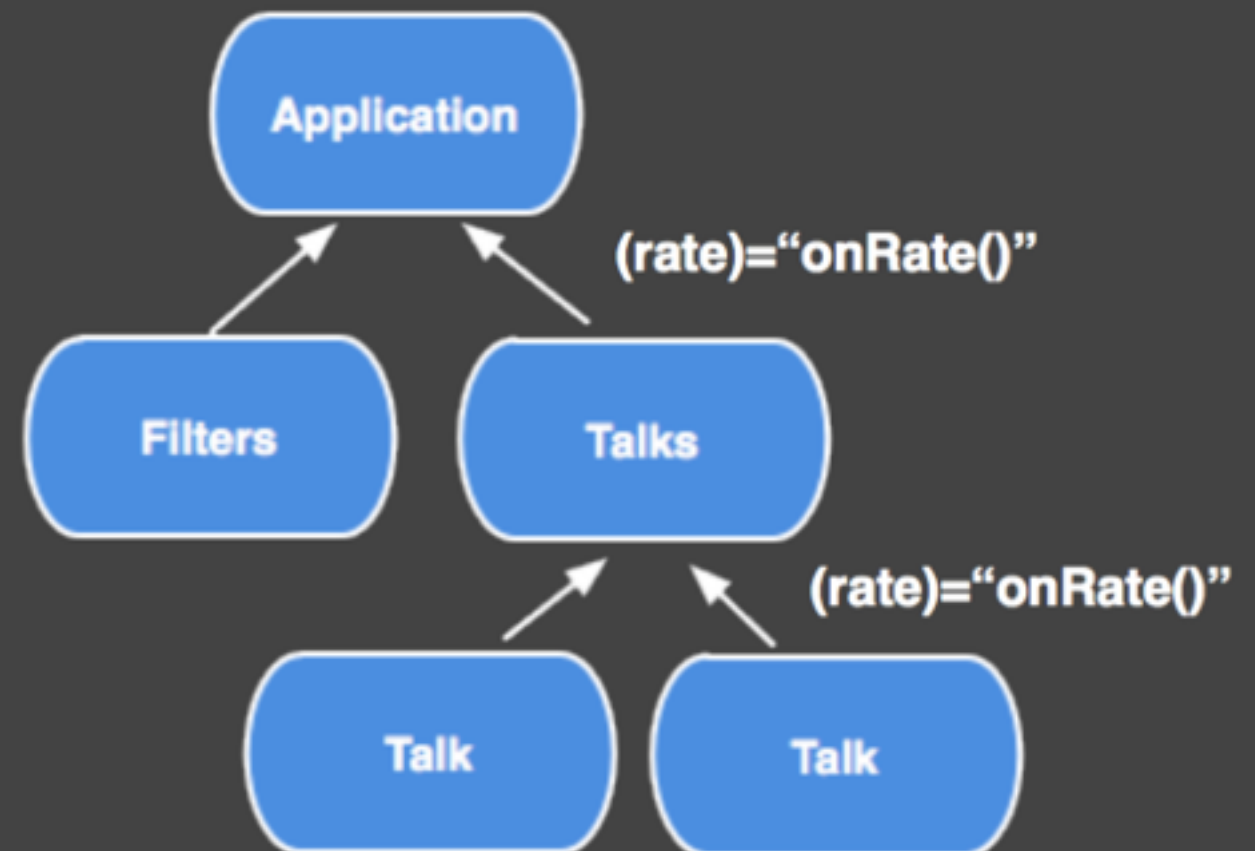 Application
(rate)=“onRate()”
Filters
Talks
(rate)=“onRate()”
Talk
Talk